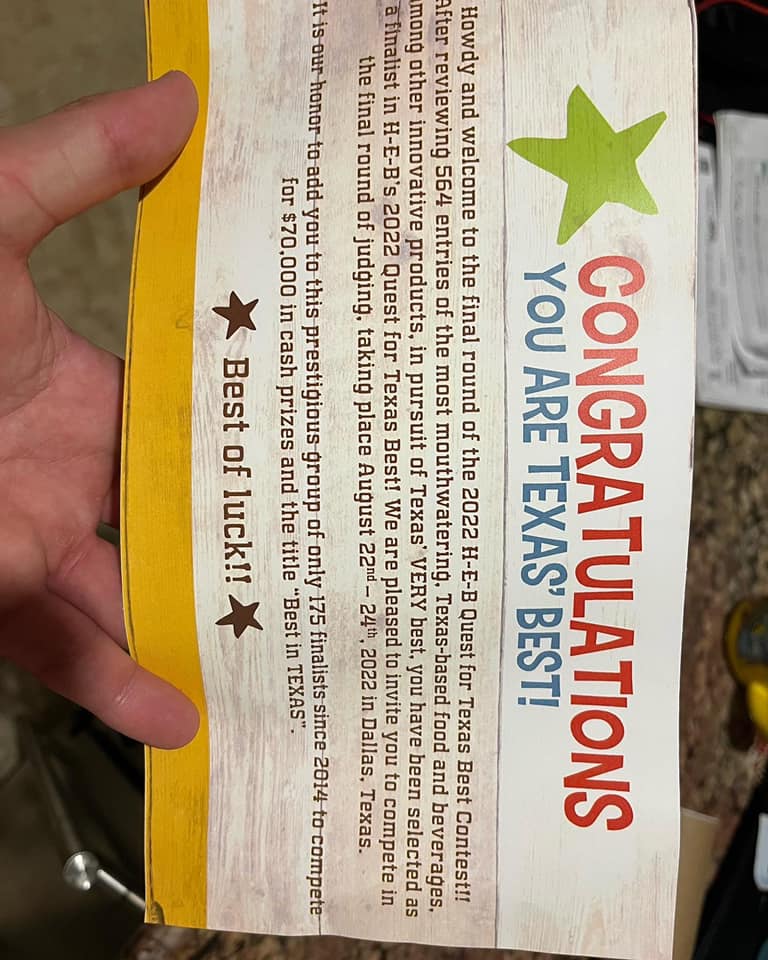 CONGRATULATIONS
YOU ARE TEXAS' BEST!
Howdy and welcome to the final round of the 2022 H-E-B Quest for Texas Best Contest!!
After reviewing 564 entries of the most mouthwatering, Texas-based food and beverages,
among other innovative products, in pursuit of Texas' VERY best, you have been selected as
a finalist in H-E-B's 2022 Quest for Texas Best! We are pleased to invite you to compete in
the final round of judging, taking place August 22nd – 24th, 2022 in Dallas, Texas.
It is our honor to add you to this prestigious group of only 175 finalists since 2014 to compete
for $70,000 in cash prizes and the title "Best in TEXAS".
Best of luck!!